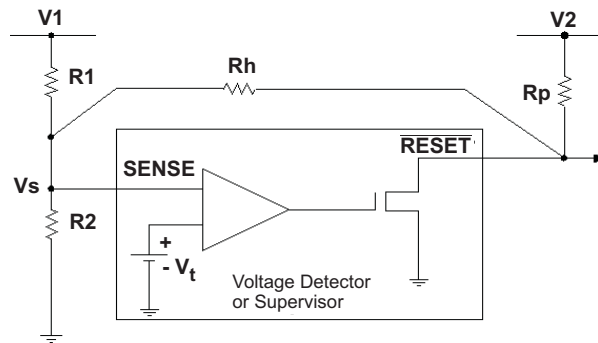 V1
V2
R1
Rh
Rp
RESET
SENSE
Vs
R2
+
- Vt
Voltage Detector
or Supervisor